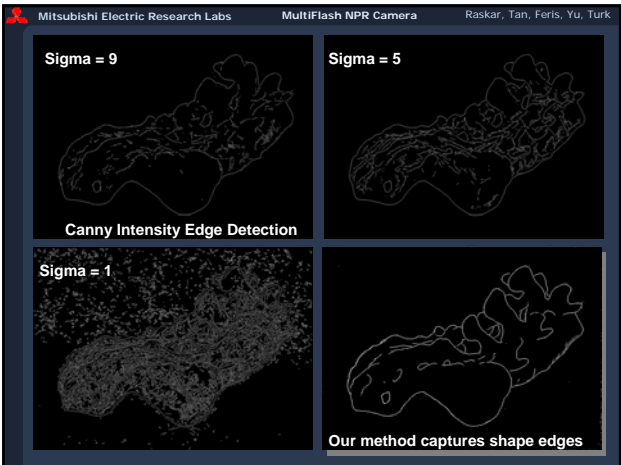 Mitsubishi Electric Research Labs MultiFlash NPR Camera Raskar, Tan, Feris, Yu, Turk
Sigma = 9
Sigma = 5
Canny Intensity Edge Detection
Sigma = 1
Our method captures shape edges